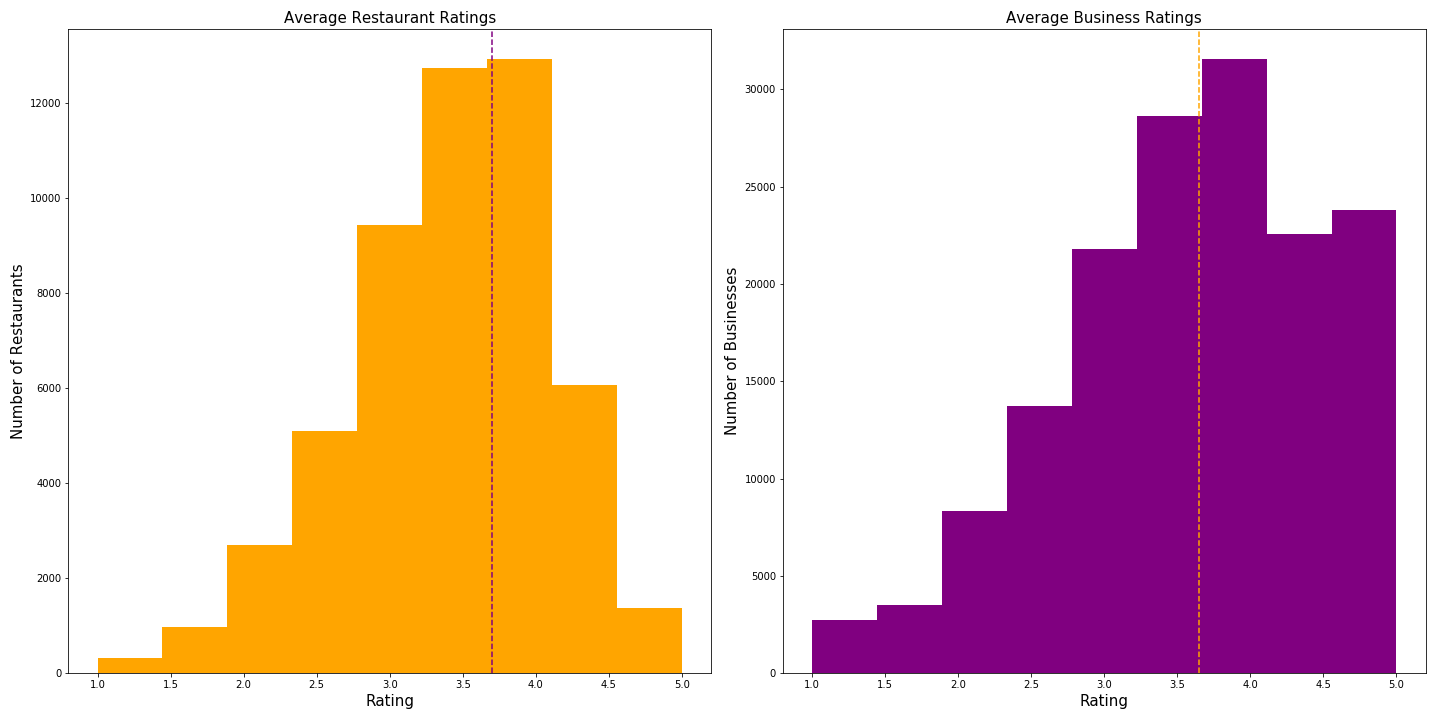 Average Restaurant Ratings
Number of Restaurants
12000
10000
8000
6000
4000
2000
0
1.0 1.5 2.0 2.5 3.0 3.5 4.0 4.5 5.0
Rating
Average Business Ratings
Number of Businesses
30000
25000
20000
15000
10000
5000
0
1.0 1.5 2.0 2.5 3.0 3.5 4.0 4.5 5.0
Rating